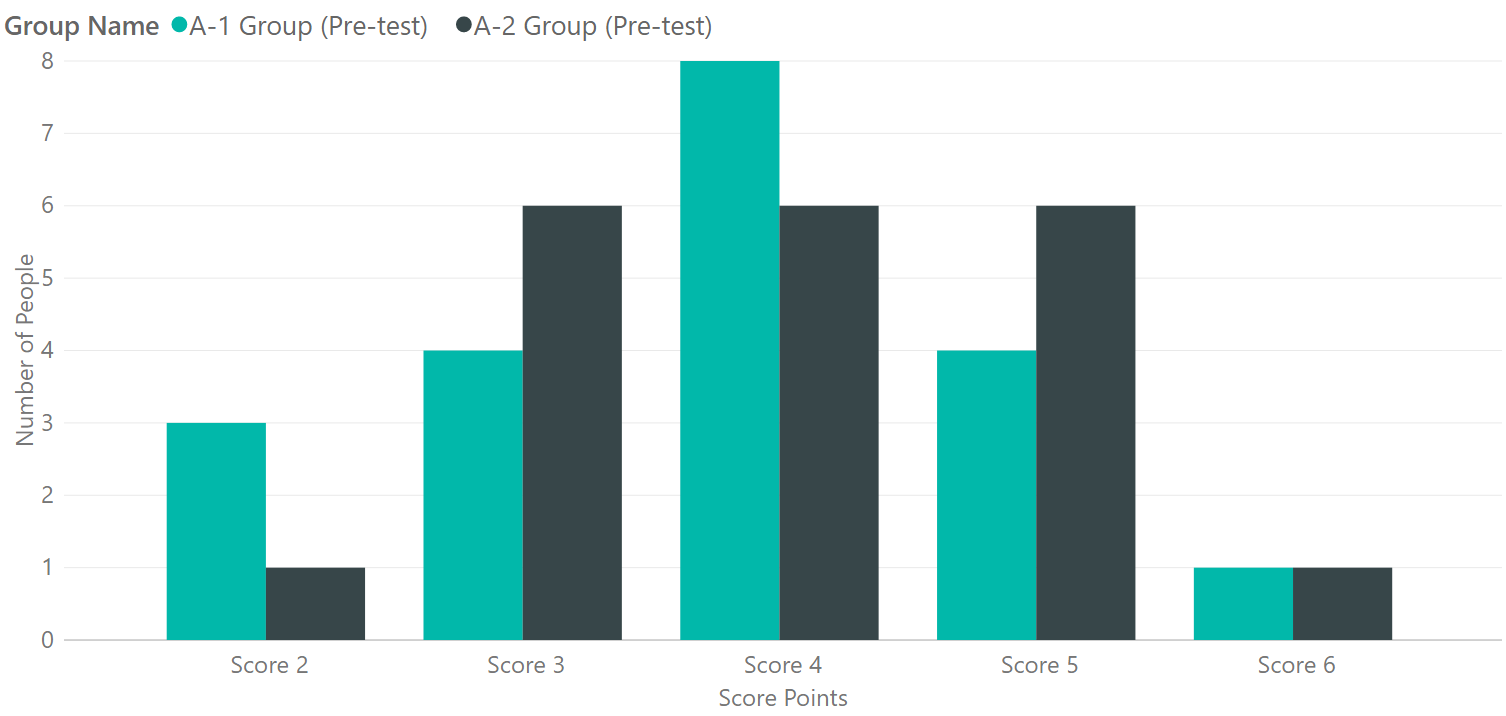 Group Name A-1 Group (Pre-test) A-2 Group (Pre-test)
8
7
6
5
4
3
2
1
0
Number of People
Score 2 Score 3 Score 4 Score 5 Score 6
Score Points